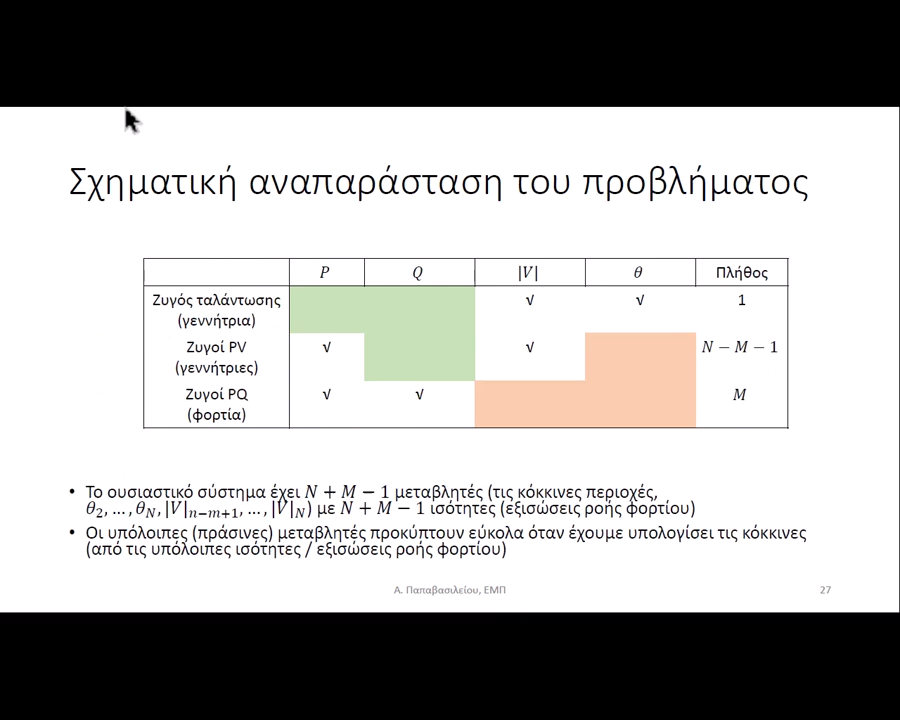 Σχηματική αναπαράσταση του προβλήματος
P Q |V| θ Πλήθος
Ζυγός ταλάντωσης √ √ 1
(γεννήτρια)
Ζυγοί PV √ √ N − M − 1
(γεννήτριες)
Ζυγοί PQ √ √ M
(φορτία)
• Το ουσιαστικό σύστημα έχει N + M − 1 μεταβλητές (τις κόκκινες περιοχές,
θ₂, … , θ_N, |V|ₙ₋ₘ₊₁, … , |V|_N) με N + M − 1 ισότητες (εξισώσεις ροής φορτίου)
• Οι υπόλοιπες (πράσινες) μεταβλητές προκύπτουν εύκολα όταν έχουμε υπολογίσει τις κόκκινες
(από τις υπόλοιπες ισότητες / εξισώσεις ροής φορτίου)
Α. Παπαβασιλείου, ΕΜΠ 27